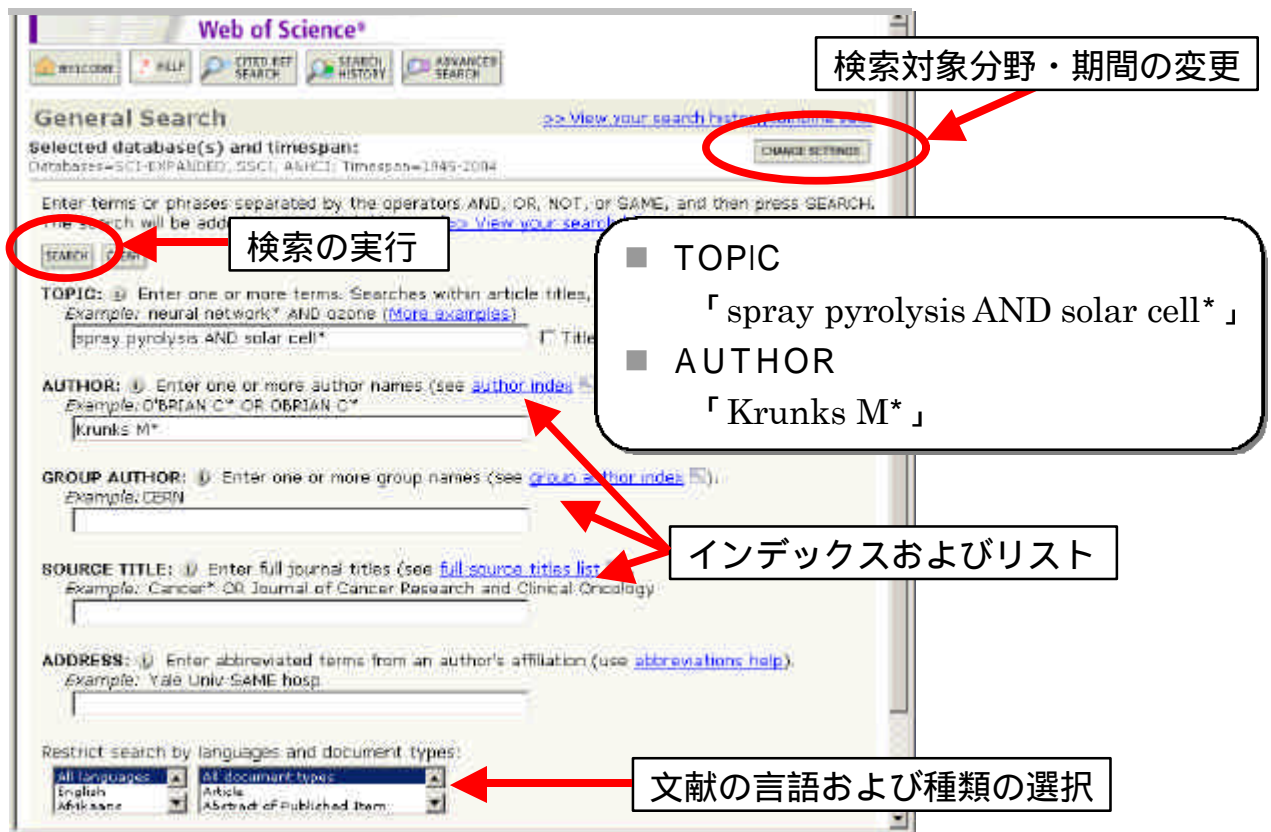 Web of Science®
WELCOME ? HELP CITED REF SEARCH SEARCH HISTORY ADVANCED SEARCH
検索対象分野・期間の変更
General Search
>> View your search history/combine sets
Selected database(s) and timespan:
CHANGE SETTINGS
Databases=SCI-EXPANDED, SSCI, A&HCI; Timespan=1945-2004
Enter terms or phrases separated by the operators AND, OR, NOT, or SAME, and then press SEARCH.
The search will be added >> View your search
検索の実行
SEARCH CLEAR
TOPIC: Enter one or more terms. Searches within article titles,
Example: neural network* AND ozone (More examples)
spray pyrolysis AND solar cell* Title
■ TOPIC
「spray pyrolysis AND solar cell*」
■ AUTHOR
「Krunks M*」
AUTHOR: Enter one or more author names (see author index
Example: O'BRIAN C* OR OBRIAN C*
Krunks M*
GROUP AUTHOR: Enter one or more group names (see group author index ).
Example: CERN
インデックスおよびリスト
SOURCE TITLE: Enter full journal titles (see full source titles list
Example: Cancer* OR Journal of Cancer Research and Clinical Oncology
ADDRESS: Enter abbreviated terms from an author's affiliation (use abbreviations help).
Example: Yale Univ SAME hosp
Restrict search by languages and document types:
All languages All document types
English Article
Afrikaans Abstract of Published Item
文献の言語および種類の選択